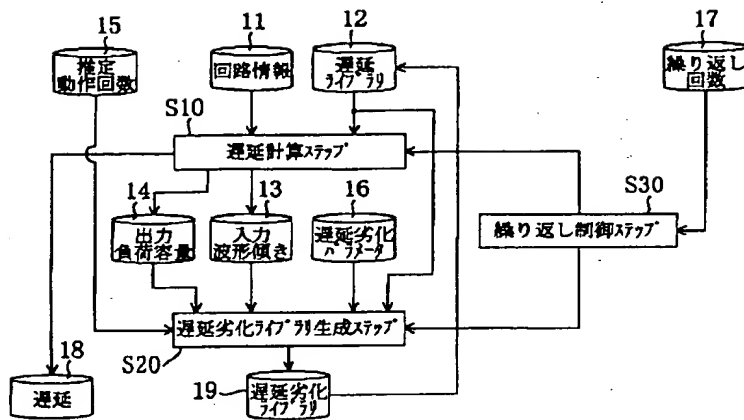 15
推定
動作回数
11
回路情報
12
遅延
ライブラリ
17
繰り返し
回数
S10
遅延計算ステップ
14
出力
負荷容量
13
入力
波形傾き
16
遅延劣化
パラメータ
S30
繰り返し制御ステップ
遅延劣化ライブラリ生成ステップ
S20
18
遅延
19
遅延劣化
ライブラリ